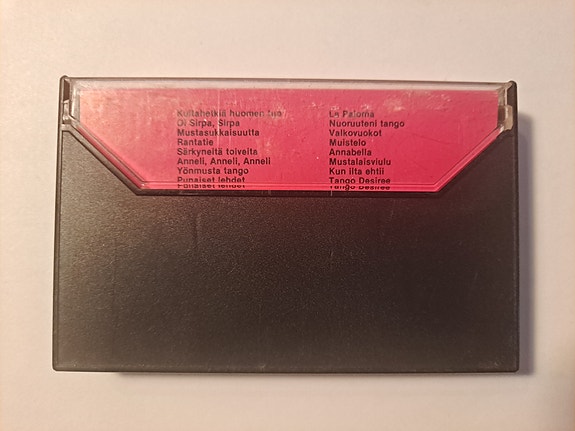 Kultahetkiä huomen tuo
Oi Sirpa, Sirpa
Mustasukkaisuutta
Rantatie
Särkyneitä toiveita
Anneli, Anneli, Anneli
Yönmusta tango
Punaiset lehdet
La Paloma
Nuoruuteni tango
Valkovuokot
Muistelo
Annabella
Mustalaisviulu
Kun ilta ehtii
Tango Desiree